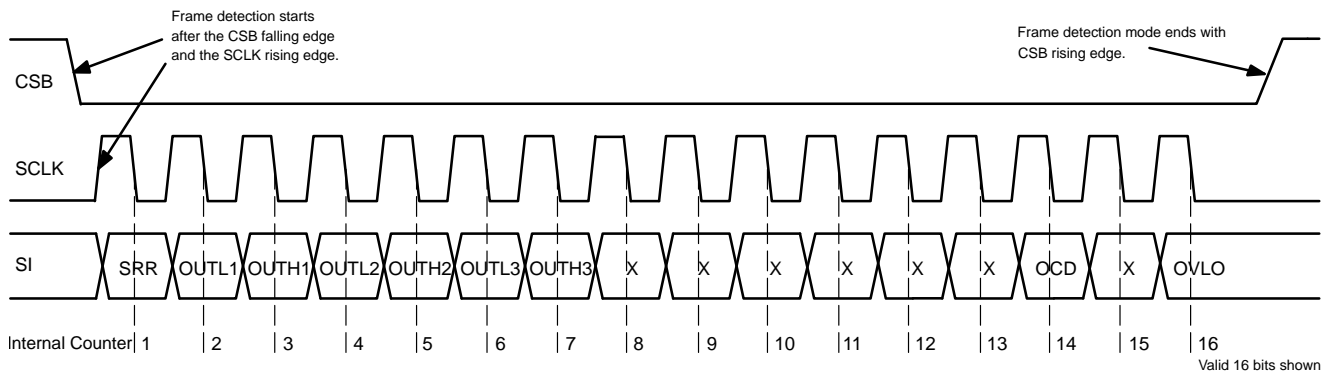 Frame detection starts
after the CSB falling edge
and the SCLK rising edge.
Frame detection mode ends with
CSB rising edge.
CSB
SCLK
SI SRR OUTL1 OUTH1 OUTL2 OUTH2 OUTL3 OUTH3 X X X X X X OCD X OVLO
Internal Counter 1 2 3 4 5 6 7 8 9 10 11 12 13 14 15 16
Valid 16 bits shown